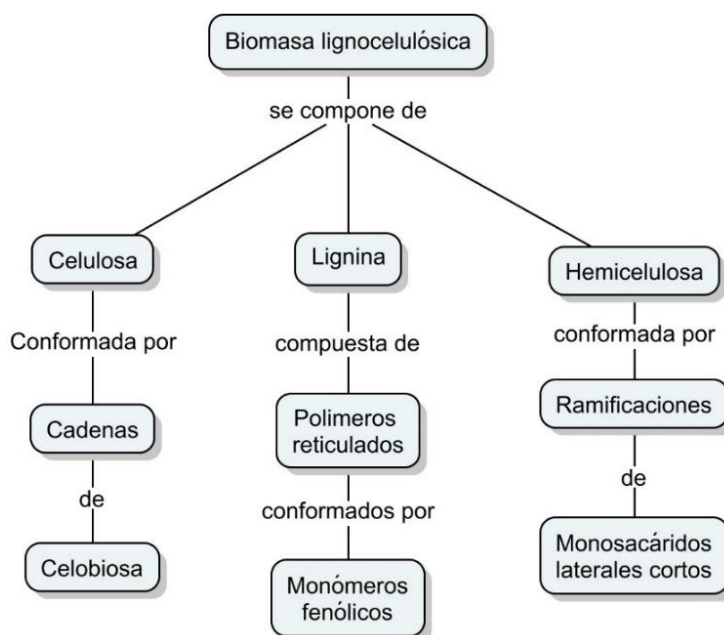 Biomasa lignocelulósica
se compone de
Celulosa
Conformada por
Cadenas
de
Celobiosa
Lignina
compuesta de
Polimeros
reticulados
conformados por
Monómeros
fenólicos
Hemicelulosa
conformada por
Ramificaciones
de
Monosacáridos
laterales cortos